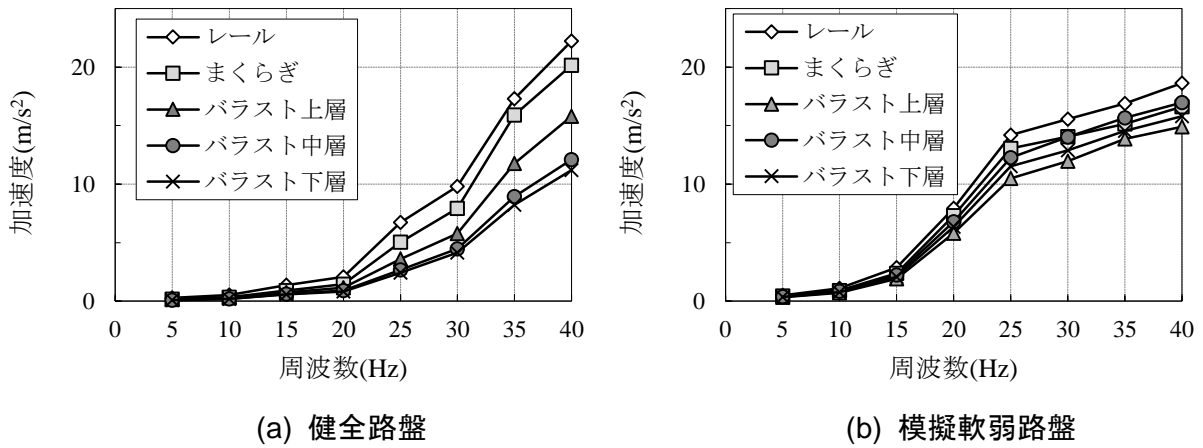 加速度(m/s²)
20
10
0
レール
まくらぎ
バラスト上層
バラスト中層
バラスト下層
0 5 10 15 20 25 30 35 40
周波数(Hz)
(a) 健全路盤
加速度(m/s²)
20
10
0
レール
まくらぎ
バラスト上層
バラスト中層
バラスト下層
0 5 10 15 20 25 30 35 40
周波数(Hz)
(b) 模擬軟弱路盤